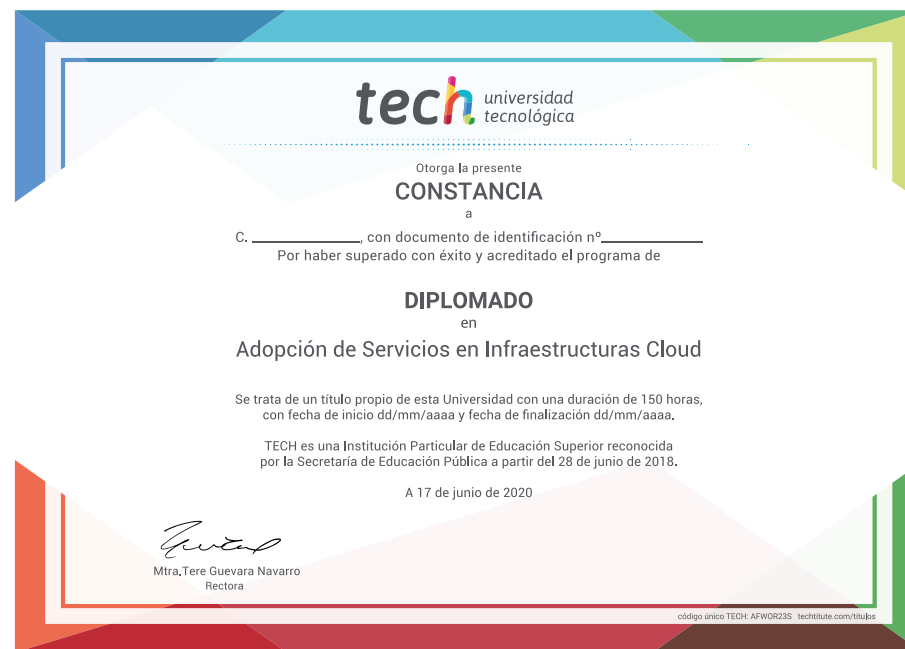 tech universidad
tecnológica
Otorga la presente
CONSTANCIA
a
C. ____________, con documento de identificación nº____________
Por haber superado con éxito y acreditado el programa de
DIPLOMADO
en
Adopción de Servicios en Infraestructuras Cloud
Se trata de un título propio de esta Universidad con una duración de 150 horas,
con fecha de inicio dd/mm/aaaa y fecha de finalización dd/mm/aaaa.
TECH es una Institución Particular de Educación Superior reconocida
por la Secretaría de Educación Pública a partir del 28 de junio de 2018.
A 17 de junio de 2020
Mtra.Tere Guevara Navarro
Rectora
código único TECH: AFWOR23S techtitute.com/titulos